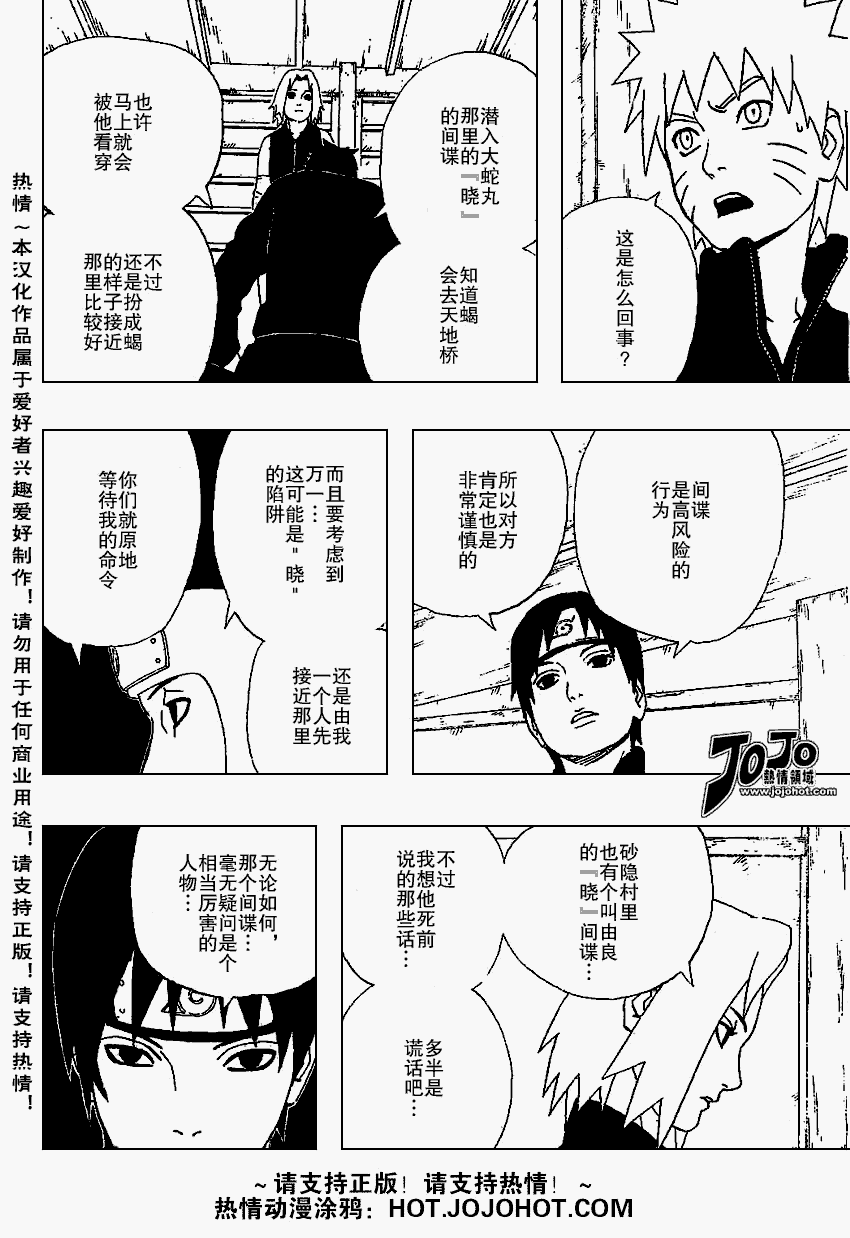 这是怎么回事？
潜入大蛇丸
那里的『晓』
的间谍
知道蝎
会去天地桥
也许
马上就会
被他看穿
不过
还是扮成蝎
的样子接近
那里比较好
间谍
是高风险的
行为
所以对方
肯定也是
非常谨慎的
而且要考虑到
万一…
这可能是"晓"
的陷阱
还是由我
一个人先
接近那里
你们就原地
等待我的命令
砂隐村里
也有个叫由良
的『晓』间谍…
不过
我想他死前
说的那些话…
多半是
谎话吧…
无论如何，
那个间谍…
毫无疑问是个
相当厉害的
人物…
JOJO
熱情領域
www.jojohot.com
热情～本汉化作品属于爱好者兴趣爱好制作！请勿用于任何商业用途！请支持正版！请支持热情！
～请支持正版！请支持热情！～
热情动漫涂鸦：HOT.JOJOHOT.COM